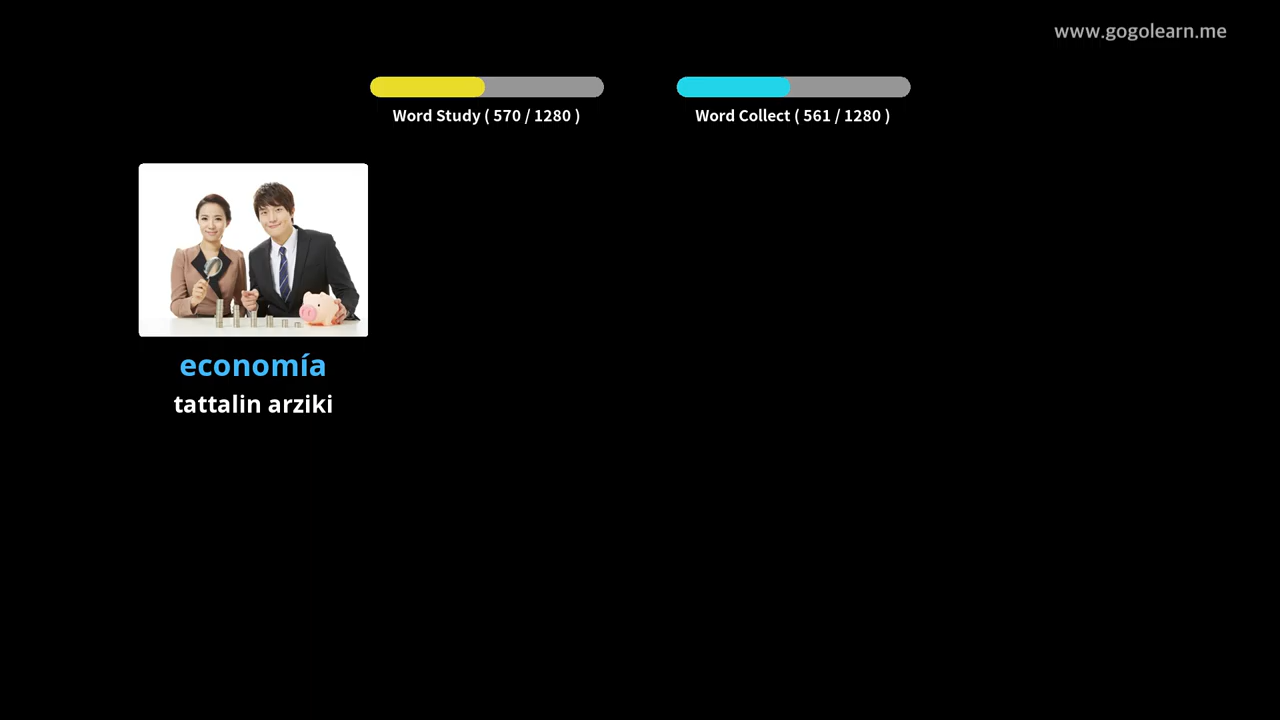 www.gogolearn.me
Word Study ( 570 / 1280 )
Word Collect ( 561 / 1280 )
economía
tattalin arziki